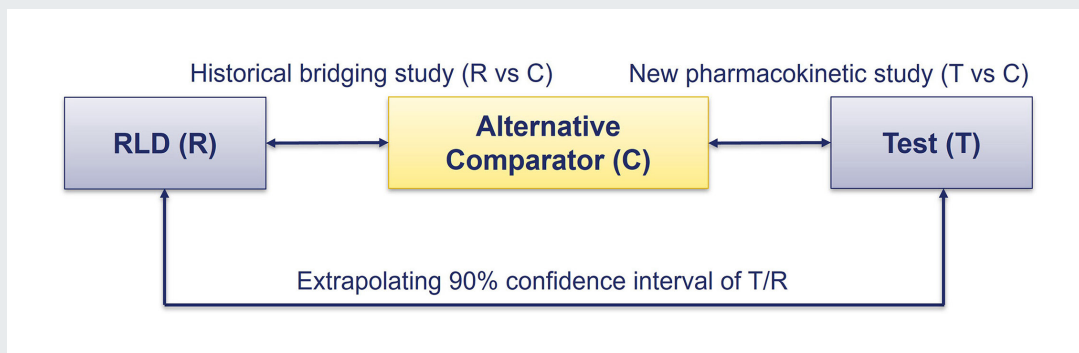 Historical bridging study (R vs C)
New pharmacokinetic study (T vs C)
RLD (R)
Alternative
Comparator (C)
Test (T)
Extrapolating 90% confidence interval of T/R